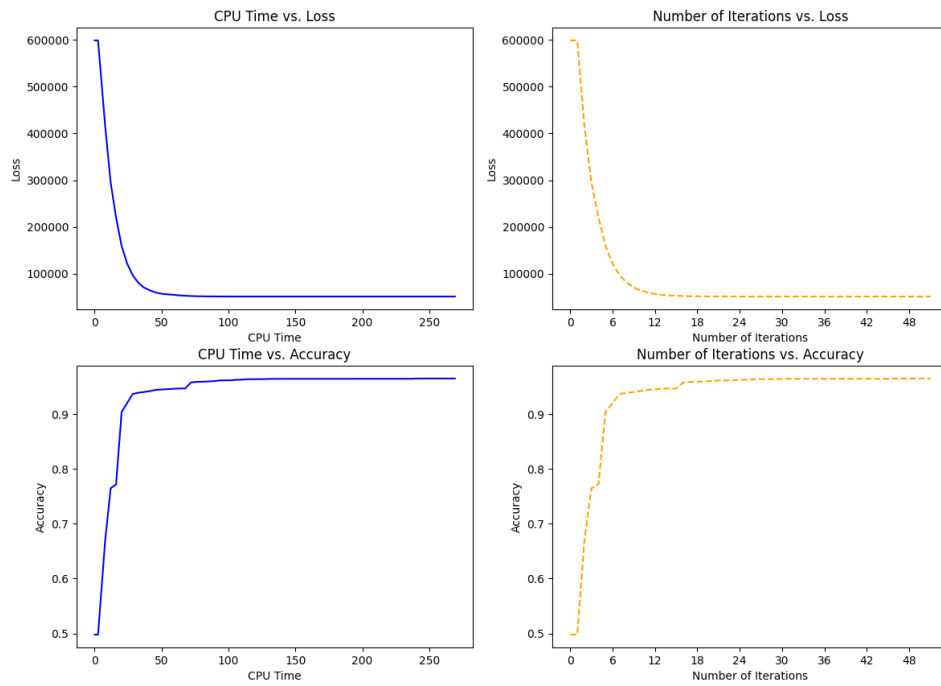 CPU Time vs. Loss
600000
500000
400000
300000
200000
100000
Loss
0 50 100 150 200 250
CPU Time
Number of Iterations vs. Loss
600000
500000
400000
300000
200000
100000
Loss
0 6 12 18 24 30 36 42 48
Number of Iterations
CPU Time vs. Accuracy
0.9
0.8
0.7
0.6
0.5
Accuracy
0 50 100 150 200 250
CPU Time
Number of Iterations vs. Accuracy
0.9
0.8
0.7
0.6
0.5
Accuracy
0 6 12 18 24 30 36 42 48
Number of Iterations